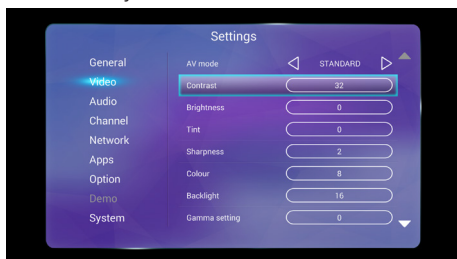 Settings
General
Video
Audio
Channel
Network
Apps
Option
Demo
System
AV mode STANDARD
Contrast 32
Brightness 0
Tint 0
Sharpness 2
Colour 8
Backlight 16
Gamma setting 0